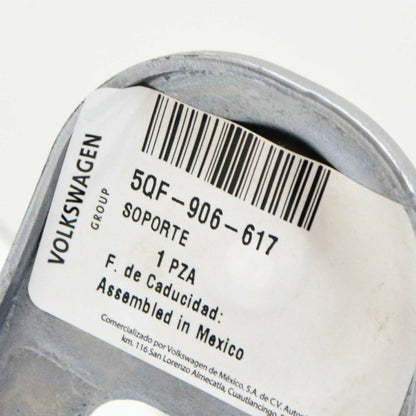 VOLKSWAGEN
GROUP
5QF-906-617
SOPORTE
1 PZA
F. de Caducidad:
Assembled in Mexico
Comercializado por Volkswagen de México, S.A. de C.V. Autop
km. 116 San Lorenzo Almecatla, Cuautlancingo,